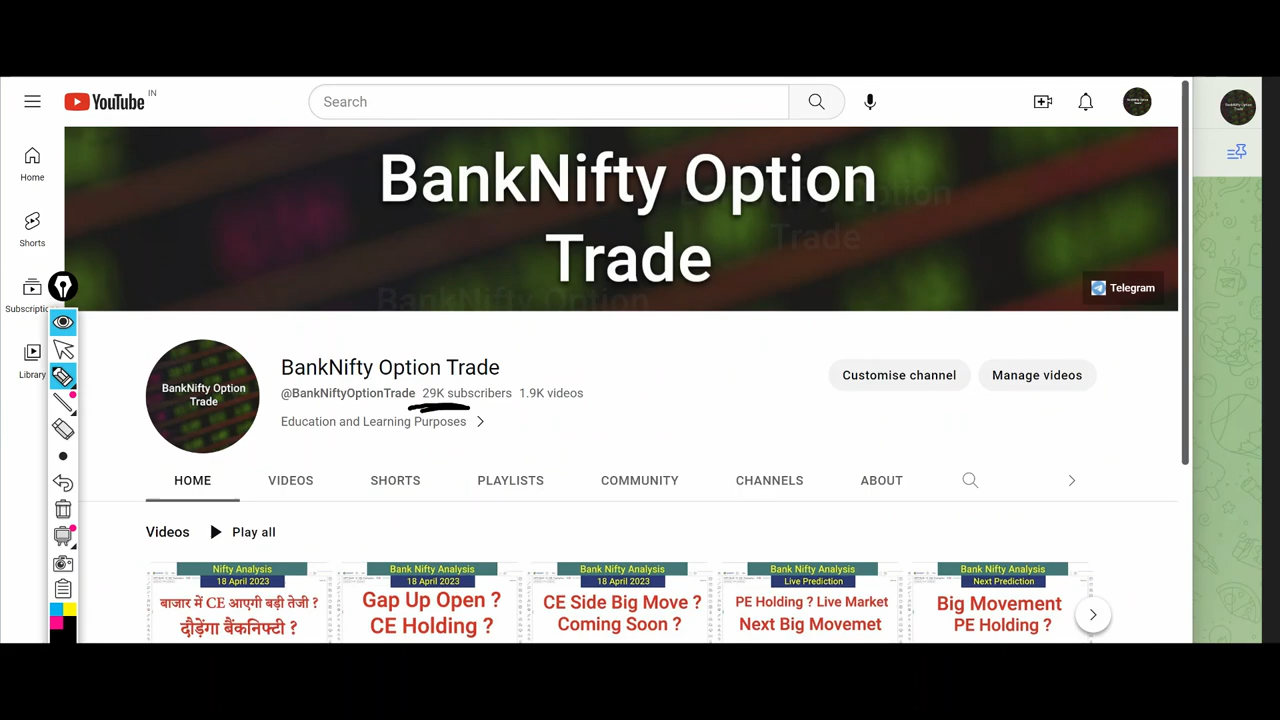 YouTube IN
Search
BankNifty Option
Trade
Telegram
Home
Shorts
Library
BankNifty Option
Trade
BankNifty Option Trade
@BankNiftyOptionTrade 29K subscribers 1.9K videos
Education and Learning Purposes
Customise channel
Manage videos
HOME VIDEOS SHORTS PLAYLISTS COMMUNITY CHANNELS ABOUT
Videos Play all
Nifty Analysis
18 April 2023
बाजार में CE आएगी बड़ी तेजी ?
दौड़ेंगा बैंकनिफ्टी ?
Bank Nifty Analysis
18 April 2023
Gap Up Open ?
CE Holding ?
Bank Nifty Analysis
18 April 2023
CE Side Big Move ?
Coming Soon ?
Bank Nifty Analysis
Live Prediction
PE Holding ? Live Market
Next Big Movemet
Bank Nifty Analysis
Next Prediction
Big Movement
PE Holding ?